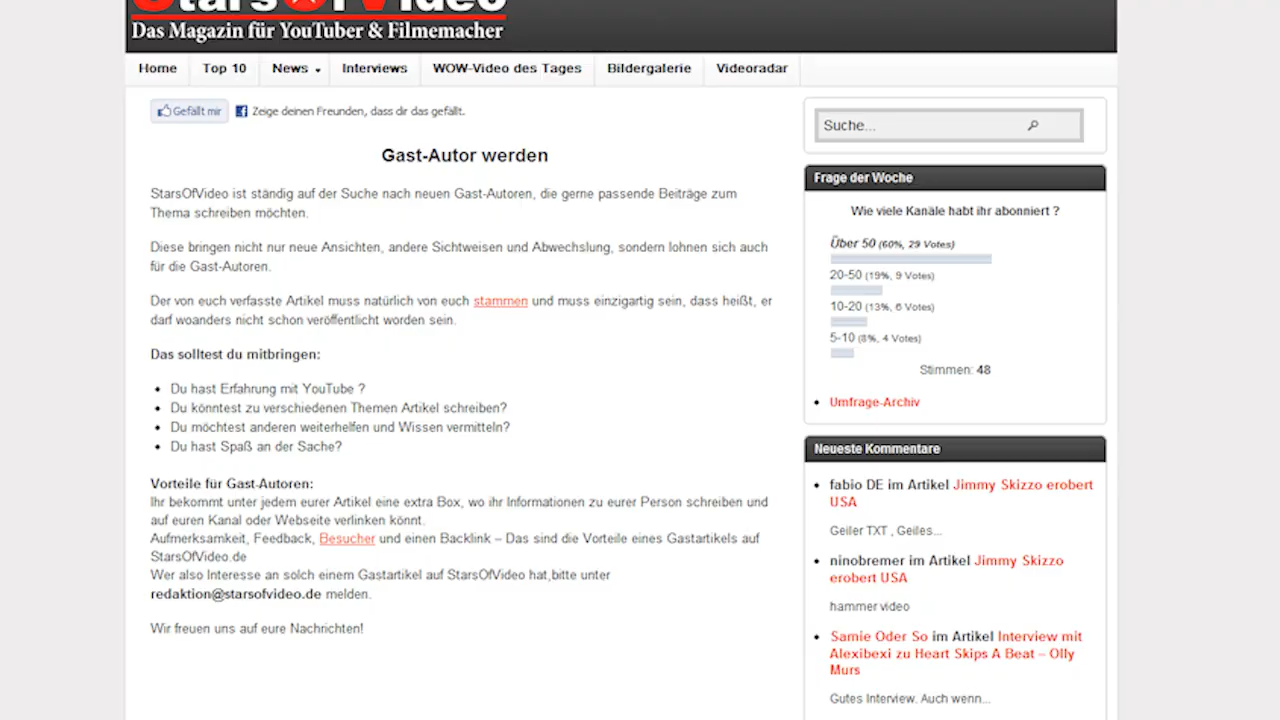 StarsOfVideo
Das Magazin für YouTuber & Filmemacher
Home Top 10 News Interviews WOW-Video des Tages Bildergalerie Videoradar
Gefällt mir Zeige deinen Freunden, dass dir das gefällt.
Gast-Autor werden
StarsOfVideo ist ständig auf der Suche nach neuen Gast-Autoren, die gerne passende Beiträge zum
Thema schreiben möchten.
Diese bringen nicht nur neue Ansichten, andere Sichtweisen und Abwechslung, sondern lohnen sich auch
für die Gast-Autoren.
Der von euch verfasste Artikel muss natürlich von euch stammen und muss einzigartig sein, dass heißt, er
darf woanders nicht schon veröffentlicht worden sein.
Das solltest du mitbringen:
• Du hast Erfahrung mit YouTube ?
• Du könntest zu verschiedenen Themen Artikel schreiben?
• Du möchtest anderen weiterhelfen und Wissen vermitteln?
• Du hast Spaß an der Sache?
Vorteile für Gast-Autoren:
Ihr bekommt unter jedem eurer Artikel eine extra Box, wo ihr Informationen zu eurer Person schreiben und
auf euren Kanal oder Webseite verlinken könnt.
Aufmerksamkeit, Feedback, Besucher und einen Backlink – Das sind die Vorteile eines Gastartikels auf
StarsOfVideo.de
Wer also Interesse an solch einem Gastartikel auf StarsOfVideo hat,bitte unter
redaktion@starsofvideo.de melden.
Wir freuen uns auf eure Nachrichten!
Suche...
Frage der Woche
Wie viele Kanäle habt ihr abonniert ?
Über 50 (60%, 29 Votes)
20-50 (19%, 9 Votes)
10-20 (13%, 6 Votes)
5-10 (8%, 4 Votes)
Stimmen: 48
• Umfrage-Archiv
Neueste Kommentare
• fabio DE im Artikel Jimmy Skizzo erobert
USA
Geiler TXT , Geiles...
• ninobremer im Artikel Jimmy Skizzo
erobert USA
hammer video
• Samie Oder So im Artikel Interview mit
Alexibexi zu Heart Skips A Beat – Olly
Murs
Gutes Interview. Auch wenn...